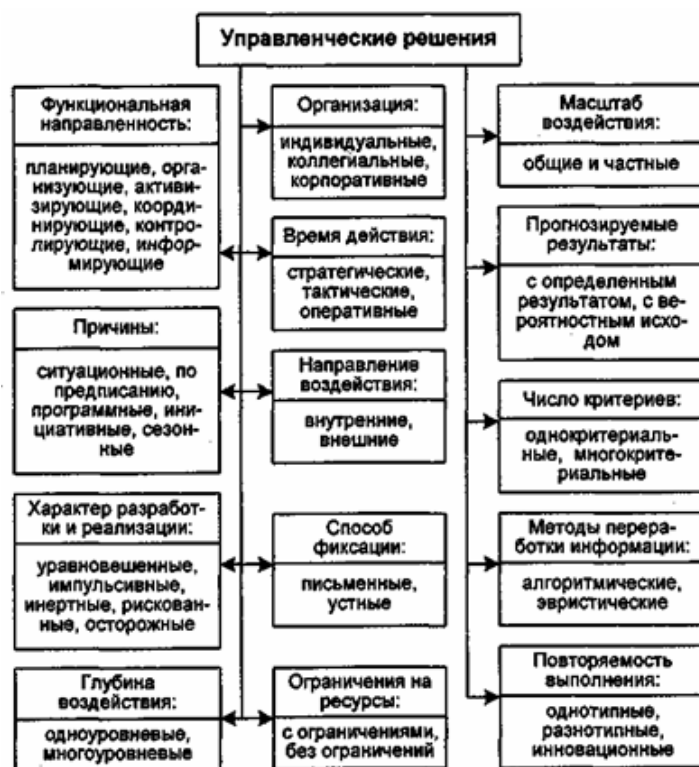 Управленческие решения
Функциональная
направленность:
планирующие, орга-
низующие, активи-
зирующие, коорди-
нирующие, контро-
лирующие, инфор-
мирующие
Причины:
ситуационные, по
предписанию,
программные, ини-
циативные, сезон-
ные
Характер разработ-
ки и реализации:
уравновешенные,
импульсивные,
инертные, рискован-
ные, осторожные
Глубина
воздействия:
одноуровневые,
многоуровневые
Организация:
индивидуальные,
коллегиальные,
корпоративные
Время действия:
стратегические,
тактические,
оперативные
Направление
воздействия:
внутренние,
внешние
Способ
фиксации:
письменные,
устные
Ограничения на
ресурсы:
с ограничениями,
без ограничений
Масштаб
воздействия:
общие и частные
Прогнозируемые
результаты:
с определенным
результатом, с ве-
роятностным исхо-
дом
Число критериев:
однокритериаль-
ные, многокри-
териальные
Методы перера-
ботки информации:
алгоритмические,
эвристические
Повторяемость
выполнения:
однотипные,
разнотипные,
инновационные